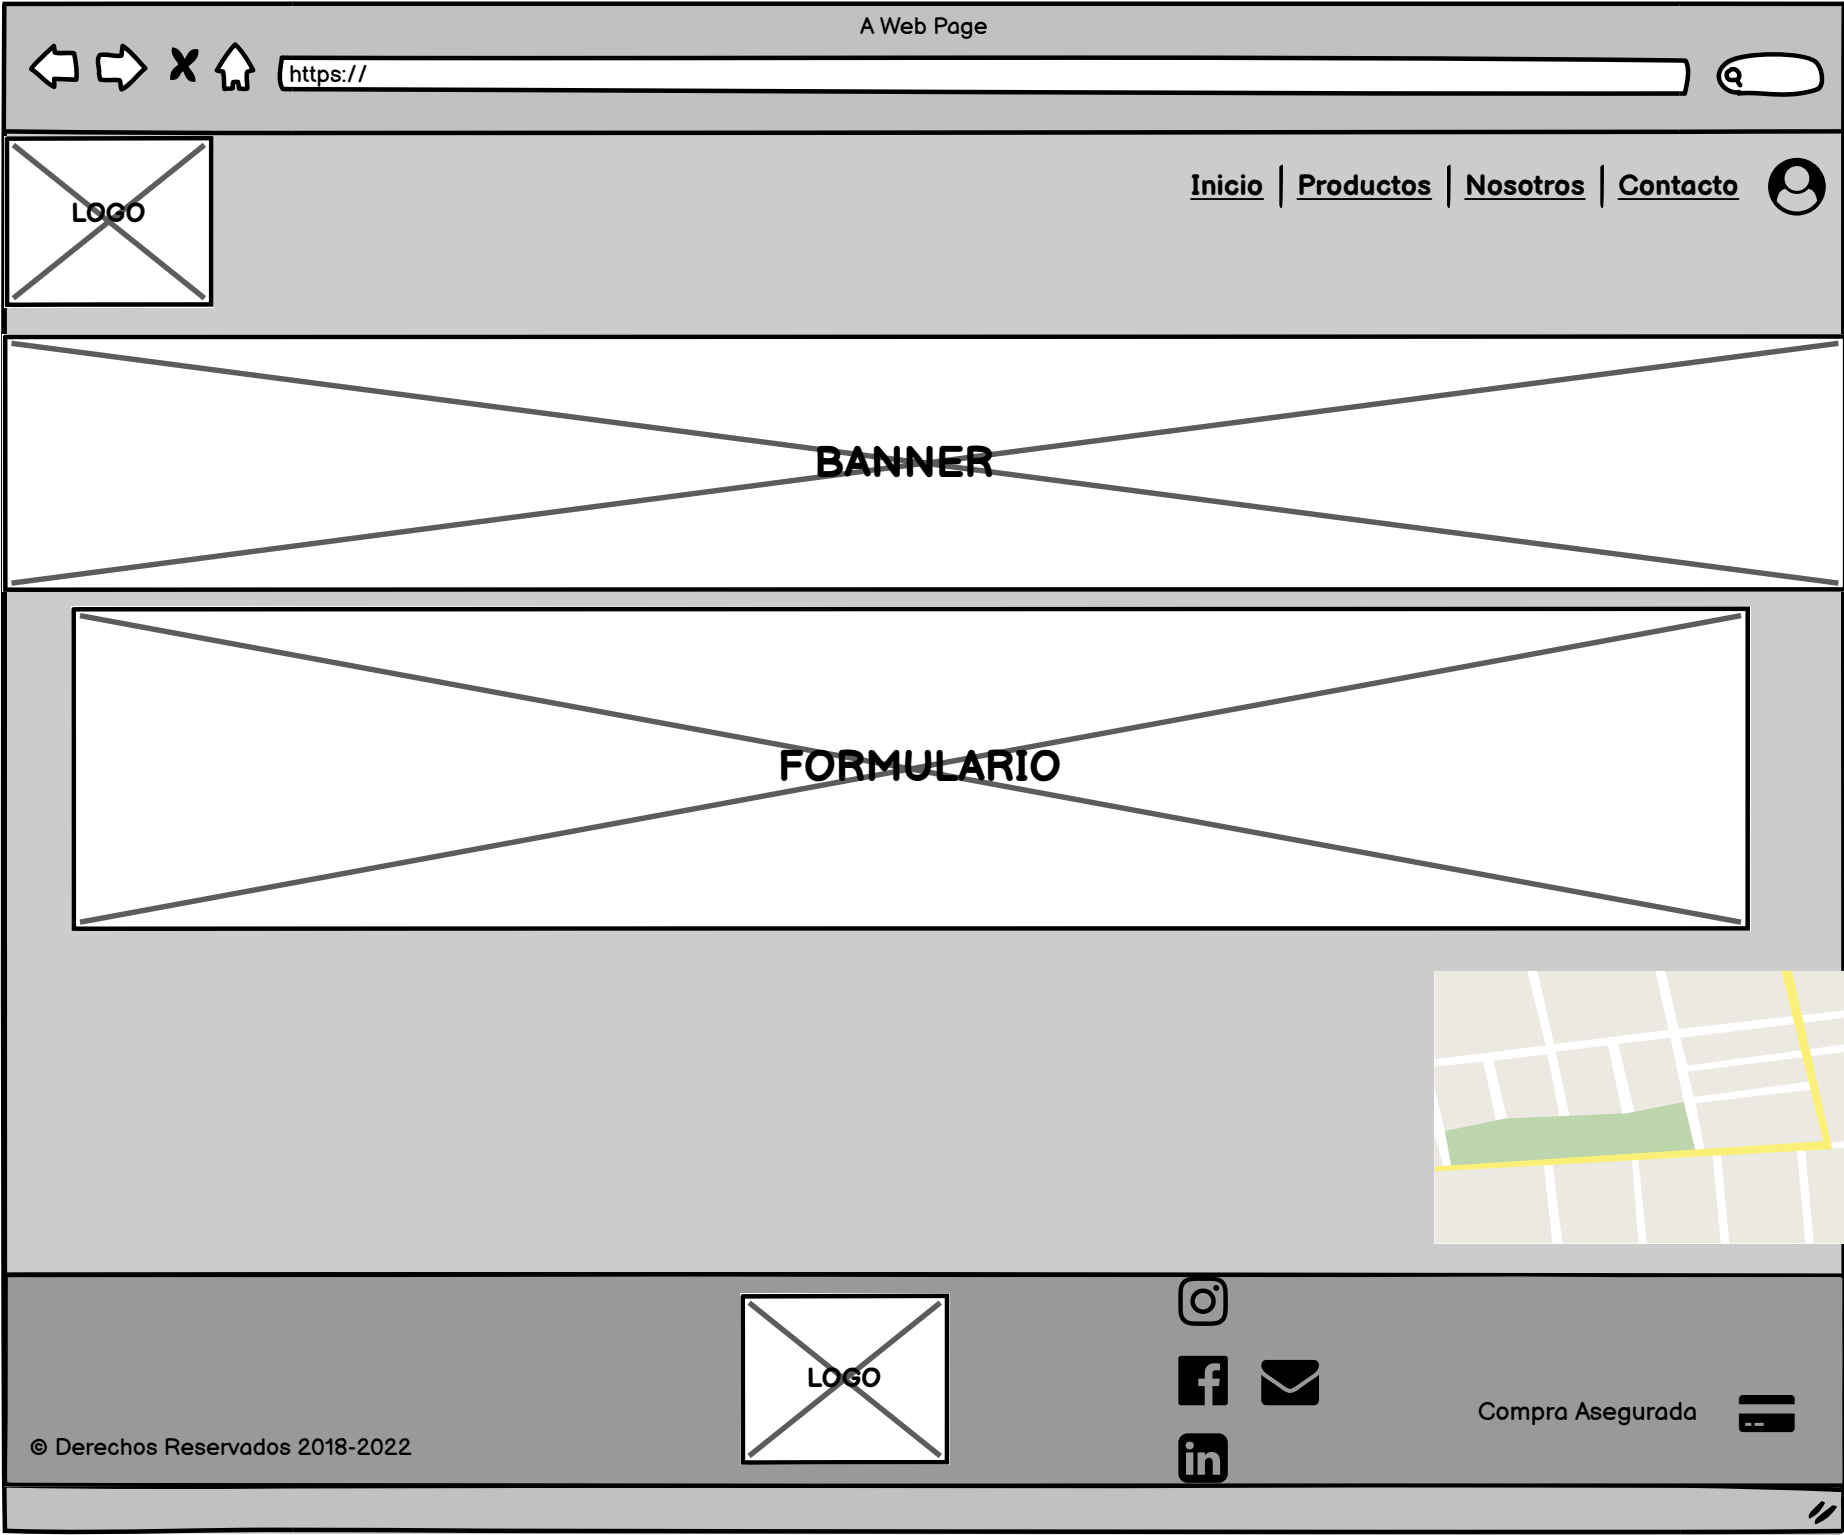 A Web Page
https://
LOGO
Inicio
Productos
Nosotros
Contacto
BANNER
FORMULARIO
LOGO
Compra Asegurada
© Derechos Reservados 2018-2022